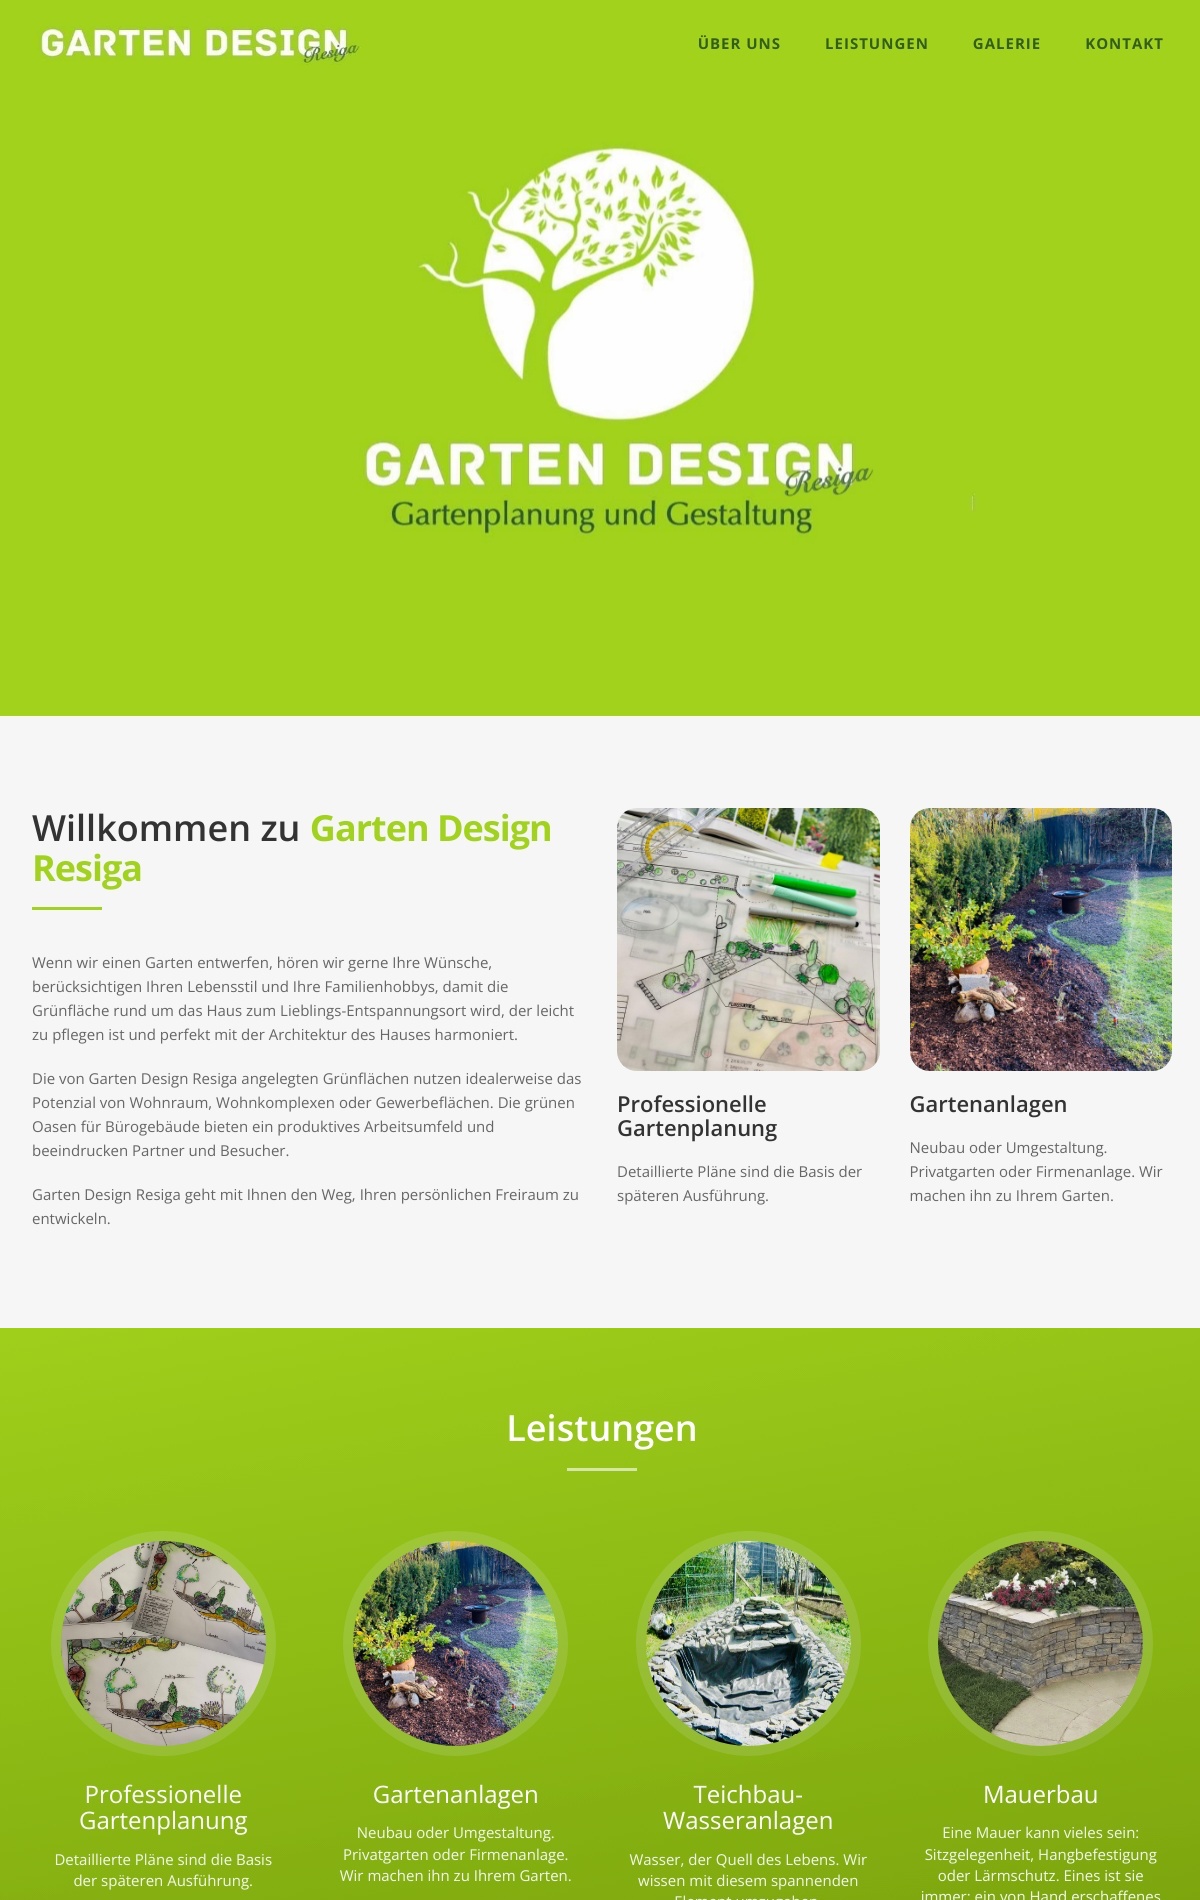 GARTEN DESIGN
Resiga
ÜBER UNS
LEISTUNGEN
GALERIE
KONTAKT
GARTEN DESIGN
Resiga
Gartenplanung und Gestaltung
Willkommen zu Garten Design
Resiga
Wenn wir einen Garten entwerfen, hören wir gerne Ihre Wünsche,
berücksichtigen Ihren Lebensstil und Ihre Familienhobbys, damit die
Grünfläche rund um das Haus zum Lieblings-Entspannungsort wird, der leicht
zu pflegen ist und perfekt mit der Architektur des Hauses harmoniert.
Die von Garten Design Resiga angelegten Grünflächen nutzen idealerweise das
Potenzial von Wohnraum, Wohnkomplexen oder Gewerbeflächen. Die grünen
Oasen für Bürogebäude bieten ein produktives Arbeitsumfeld und
beeindrucken Partner und Besucher.
Garten Design Resiga geht mit Ihnen den Weg, Ihren persönlichen Freiraum zu
entwickeln.
Professionelle
Gartenplanung
Detaillierte Pläne sind die Basis der
späteren Ausführung.
Gartenanlagen
Neubau oder Umgestaltung.
Privatgarten oder Firmenanlage. Wir
machen ihn zu Ihrem Garten.
Leistungen
Professionelle
Gartenplanung
Detaillierte Pläne sind die Basis
der späteren Ausführung.
Gartenanlagen
Neubau oder Umgestaltung.
Privatgarten oder Firmenanlage.
Wir machen ihn zu Ihrem Garten.
Teichbau-
Wasseranlagen
Wasser, der Quell des Lebens. Wir
wissen mit diesem spannenden
Element umzugehen.
Mauerbau
Eine Mauer kann vieles sein:
Sitzgelegenheit, Hangbefestigung
oder Lärmschutz. Eines ist sie
immer: ein von Hand erschaffenes